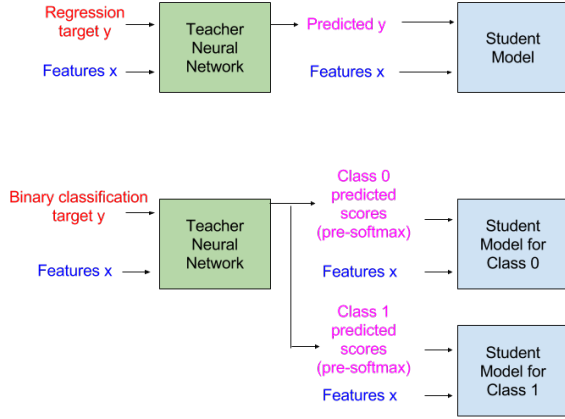 Regression
target y
Features x
Teacher
Neural
Network
Predicted y
Features x
Student
Model
Binary classification
target y
Features x
Teacher
Neural
Network
Class 0
predicted
scores
(pre-softmax)
Features x
Student
Model for
Class 0
Class 1
predicted
scores
(pre-softmax)
Features x
Student
Model for
Class 1